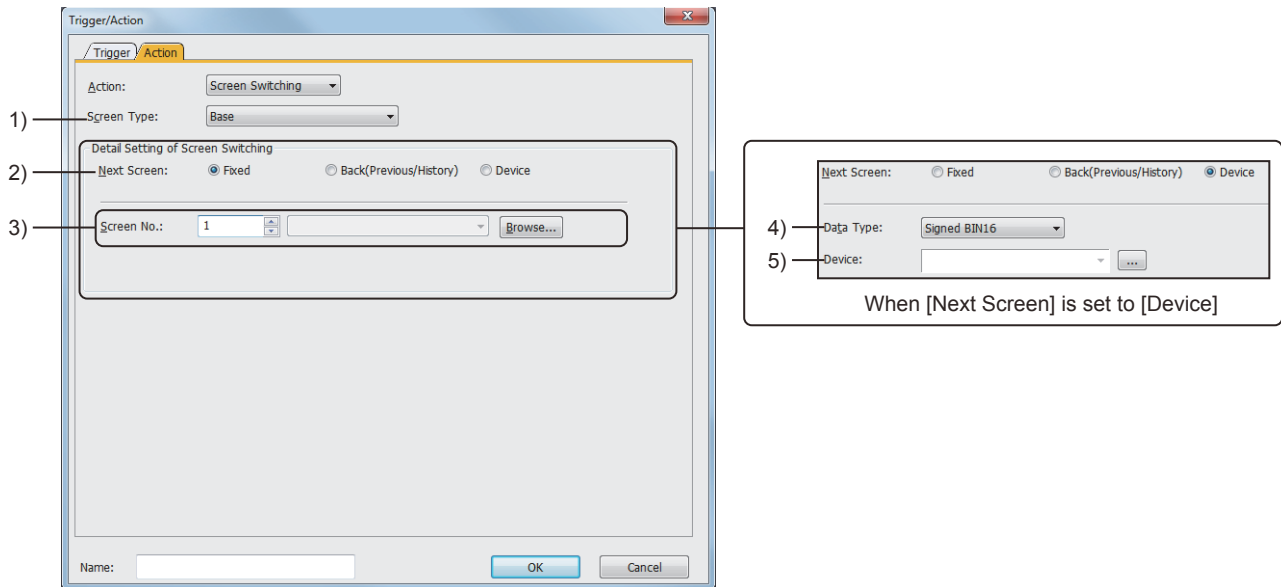 Trigger/Action
Trigger Action
Action: Screen Switching
1) Screen Type: Base
Detail Setting of Screen Switching
2) Next Screen: Fixed Back(Previous/History) Device
3) Screen No.: 1 Browse...
Name: OK Cancel
Next Screen: Fixed Back(Previous/History) Device
4) Data Type: Signed BIN16
5) Device: ...
When [Next Screen] is set to [Device]